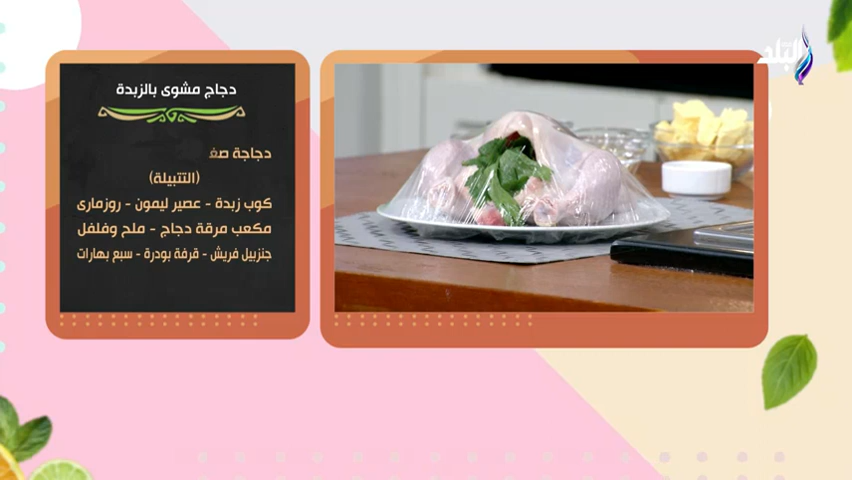 دجاج مشوى بالزبدة
دجاجة صغ
(التتبيلة)
كوب زبدة - عصير ليمون - روزمارى
مكعب مرقة دجاج - ملح وفلفل
جنزبيل فريش - قرفة بودرة - سبع بهارات
البلد